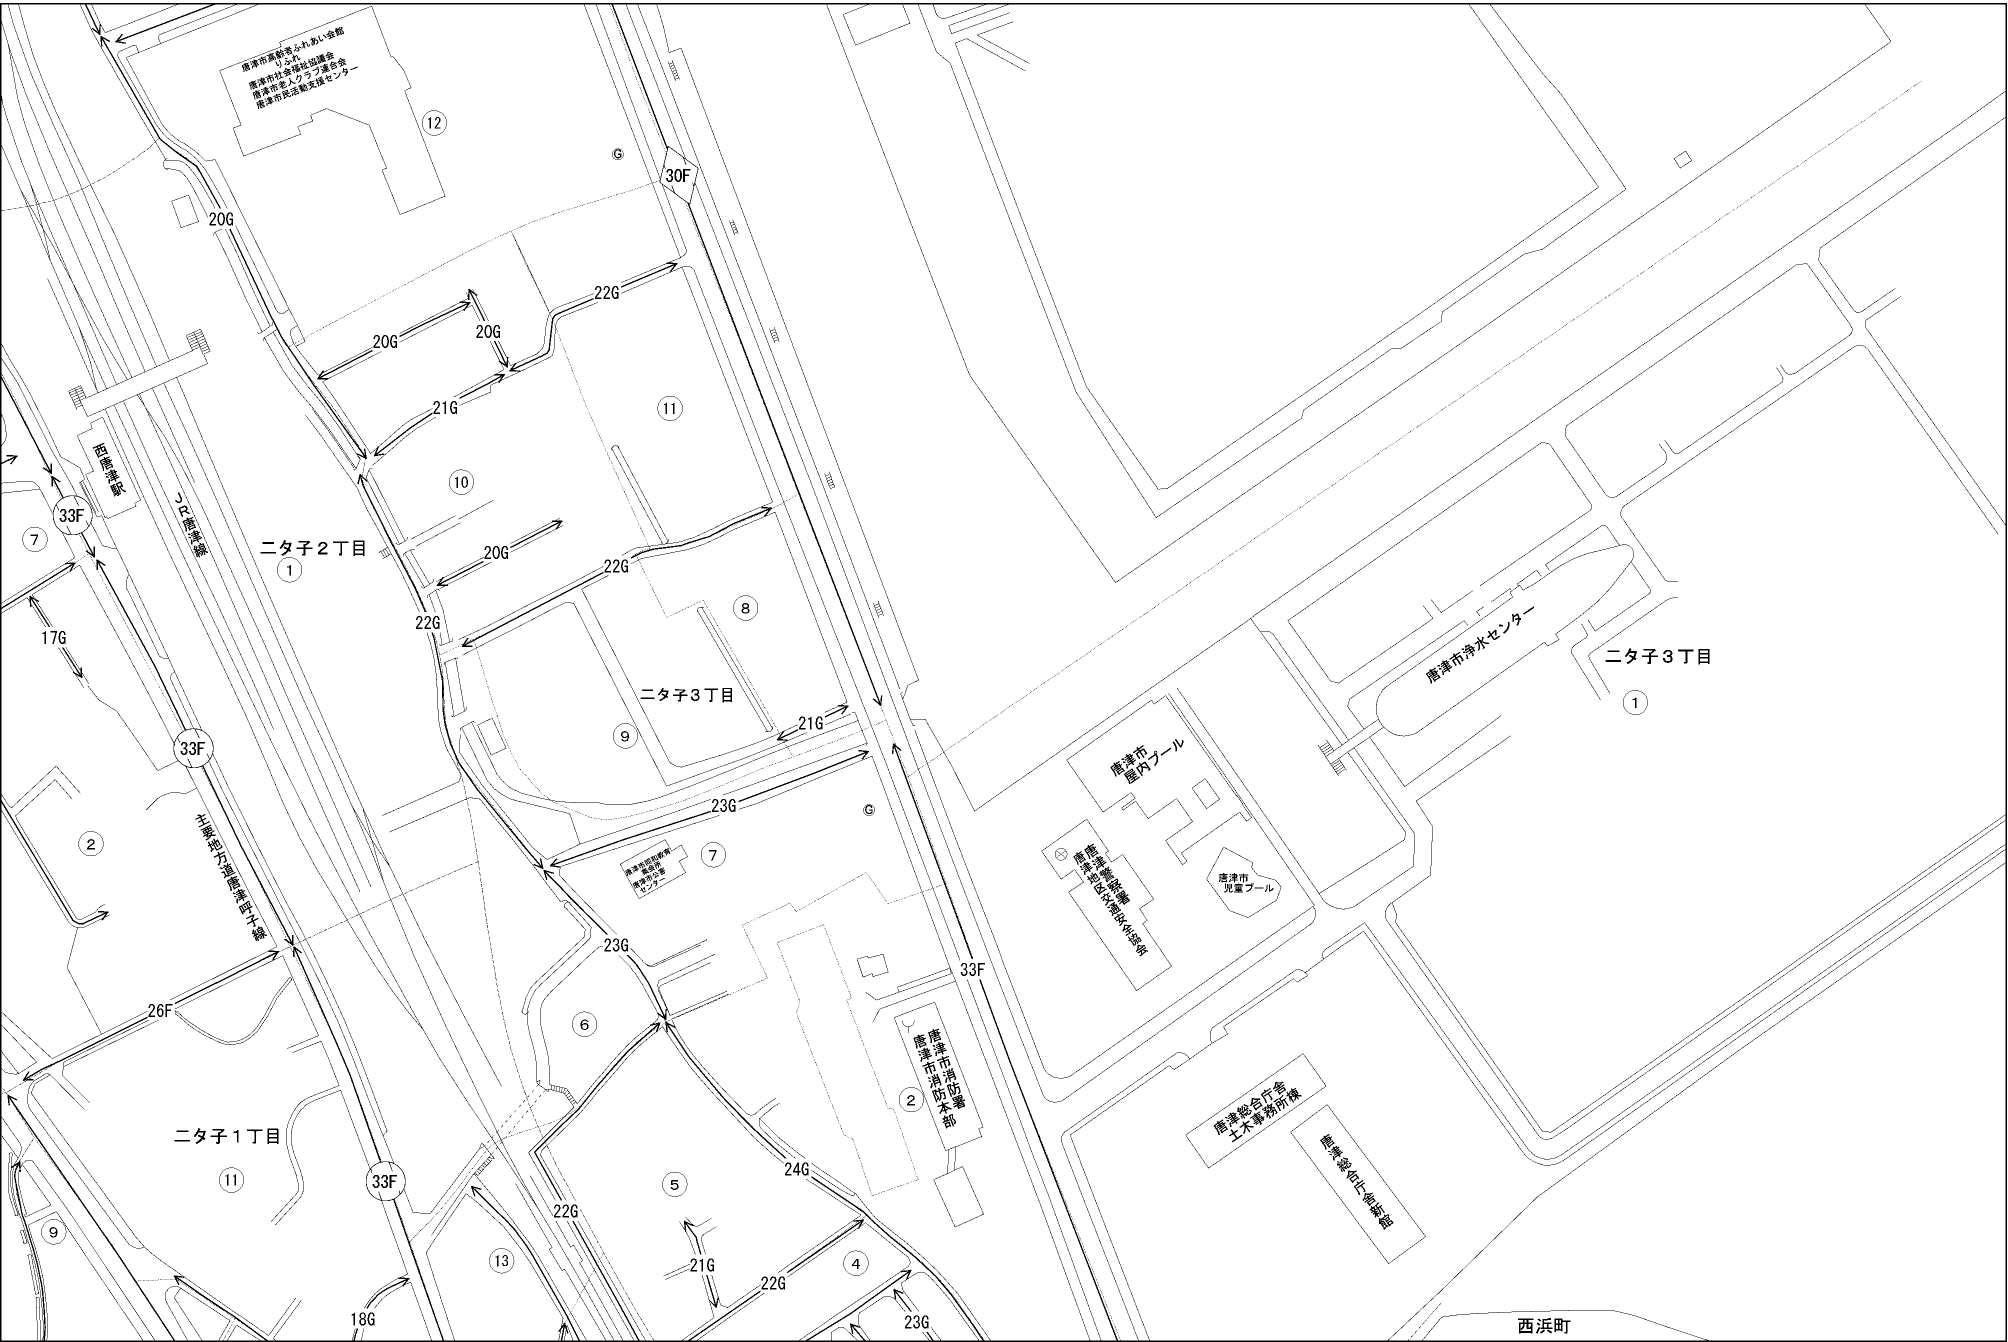 唐津市高齢者ふれあい会館
りふれ
唐津市社会福祉協議会
唐津市老人クラブ連合会
唐津市民活動支援センター
⑫
G
30F
20G
22G
20G
20G
21G
⑪
西唐津駅
JR唐津線
33F
⑦
⑩
二タ子2丁目
①
20G
22G
⑧
17G
22G
二タ子3丁目
⑨
21G
33F
唐津市浄水センター
二タ子3丁目
①
唐津市
屋内プール
23G
G
②
主要地方道唐津呼子線
⑦
唐津市公害
センター
唐津警察署
唐津地区交通安全協会
唐津市
児童プール
23G
33F
26F
⑥
唐津市消防署
唐津市消防本部
②
唐津総合庁舎
土木事務所棟
唐津総合庁舎新館
二タ子1丁目
⑪
33F
24G
⑤
22G
⑨
⑬
21G
22G
④
18G
23G
西浜町